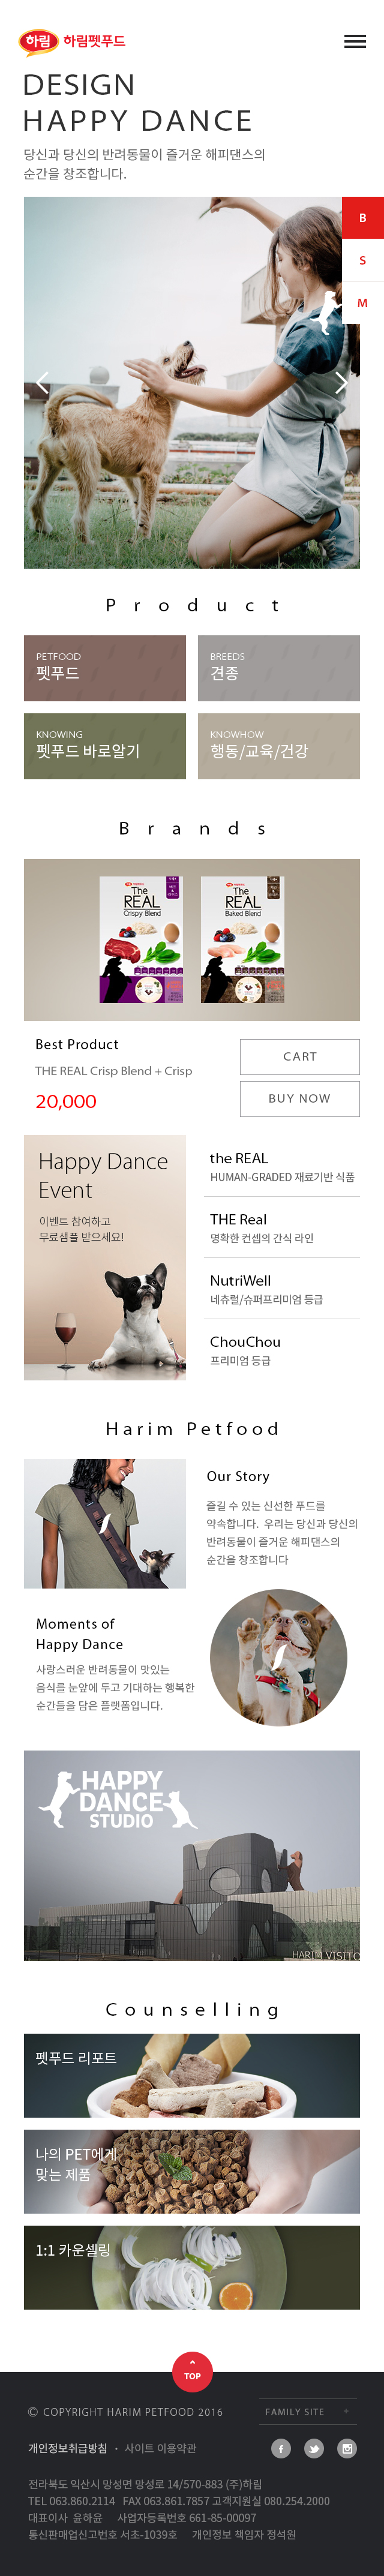 하림 하림펫푸드
DESIGN
HAPPY DANCE
당신과 당신의 반려동물이 즐거운 해피댄스의
순간을 창조합니다.
B
S
M
Product
PETFOOD
펫푸드
BREEDS
견종
KNOWING
펫푸드 바로알기
KNOWHOW
행동/교육/건강
Brands
The REAL
Crispy Blend
The REAL
Baked Blend
Best Product
THE REAL Crisp Blend + Crisp
20,000
CART
BUY NOW
Happy Dance
Event
이벤트 참여하고
무료샘플 받으세요!
the REAL
HUMAN-GRADED 재료기반 식품
THE Real
명확한 컨셉의 간식 라인
NutriWell
네츄럴/슈퍼프리미엄 등급
ChouChou
프리미엄 등급
Harim Petfood
Our Story
즐길 수 있는 신선한 푸드를
약속합니다. 우리는 당신과 당신의
반려동물이 즐거운 해피댄스의
순간을 창조합니다
Moments of
Happy Dance
사랑스러운 반려동물이 맛있는
음식를 눈앞에 두고 기대하는 행복한
순간들을 담은 플랫폼입니다.
HAPPY
DANCE
STUDIO
HARIM VISITO
Counselling
펫푸드 리포트
나의 PET에게
맞는 제품
1:1 카운셀링
TOP
© COPYRIGHT HARIM PETFOOD 2016
FAMILY SITE +
개인정보취급방침 · 사이트 이용약관
전라북도 익산시 망성면 망성로 14/570-883 (주)하림
TEL 063.860.2114 FAX 063.861.7857 고객지원실 080.254.2000
대표이사 윤하윤 사업자등록번호 661-85-00097
통신판매업신고번호 서초-1039호 개인정보 책임자 정석원